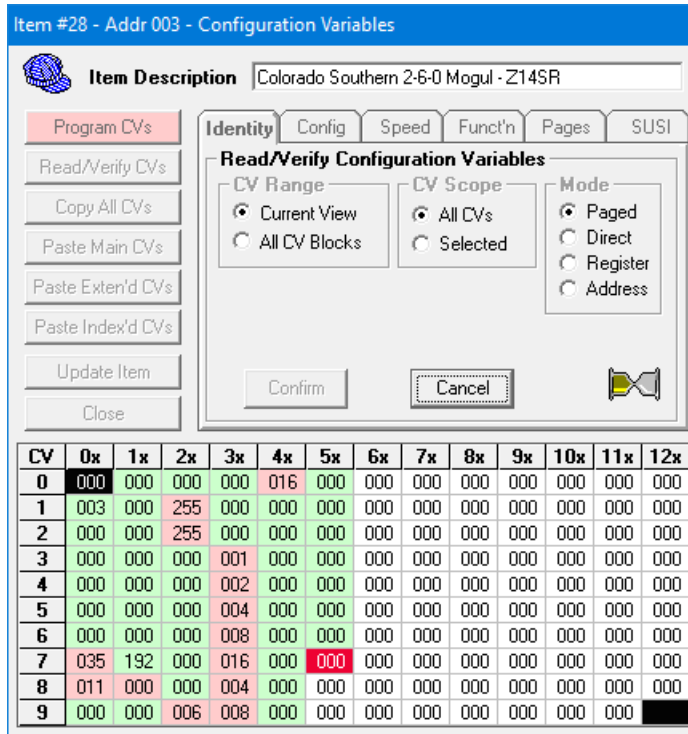 Item #28 - Addr 003 - Configuration Variables
Item Description Colorado Southern 2-6-0 Mogul - Z14SR
Program CVs
Read/Verify CVs
Copy All CVs
Paste Main CVs
Paste Exten'd CVs
Paste Index'd CVs
Update Item
Close
Identity Config Speed Funct'n Pages SUSI
Read/Verify Configuration Variables
CV Range CV Scope Mode
Current View All CVs Paged
All CV Blocks Selected Direct
Register
Address
Confirm Cancel
CV 0x 1x 2x 3x 4x 5x 6x 7x 8x 9x 10x 11x 12x
0 000 000 000 000 016 000 000 000 000 000 000 000 000
1 003 000 255 000 000 000 000 000 000 000 000 000 000
2 000 000 255 000 000 000 000 000 000 000 000 000 000
3 000 000 000 001 000 000 000 000 000 000 000 000 000
4 000 000 000 002 000 000 000 000 000 000 000 000 000
5 000 000 000 004 000 000 000 000 000 000 000 000 000
6 000 000 000 008 000 000 000 000 000 000 000 000 000
7 035 192 000 016 000 000 000 000 000 000 000 000 000
8 011 000 000 004 000 000 000 000 000 000 000 000 000
9 000 000 006 008 000 000 000 000 000 000 000 000